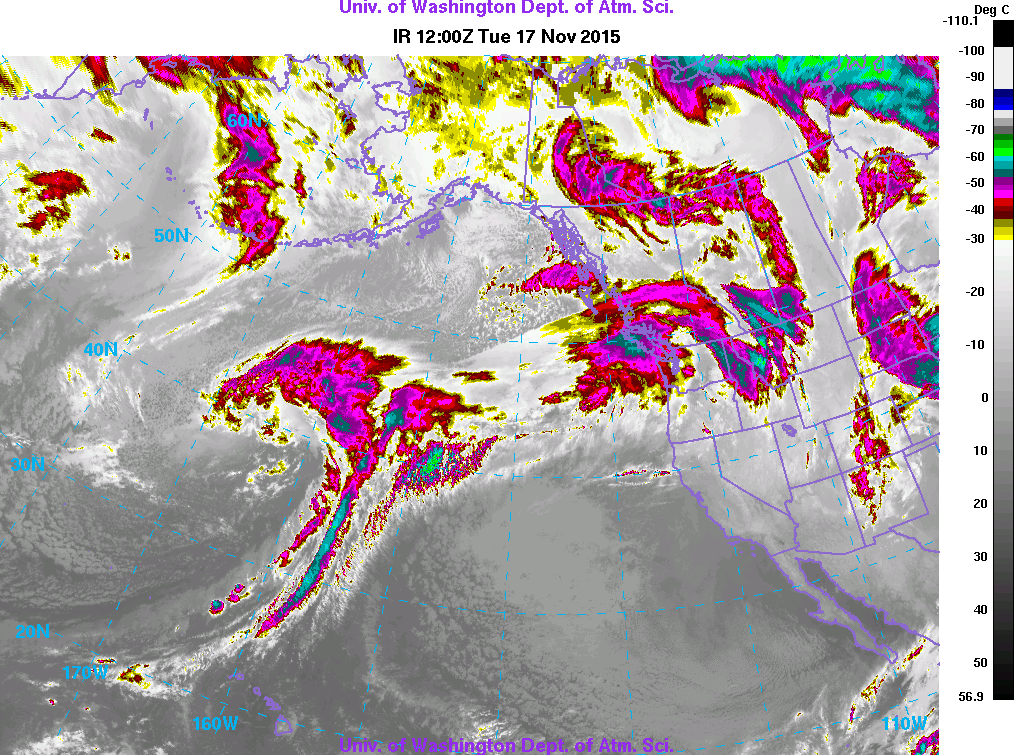 Univ. of Washington Dept. of Atm. Sci.
Deg C
-110.1
IR 12:00Z Tue 17 Nov 2015
-100
-90
-80
-70
-60
-50
-40
-30
-20
-10
0
10
20
30
40
50
56.9
60N
50N
40N
30N
20N
170W
160W
110W
Univ. of Washington Dept. of Atm. Sci.